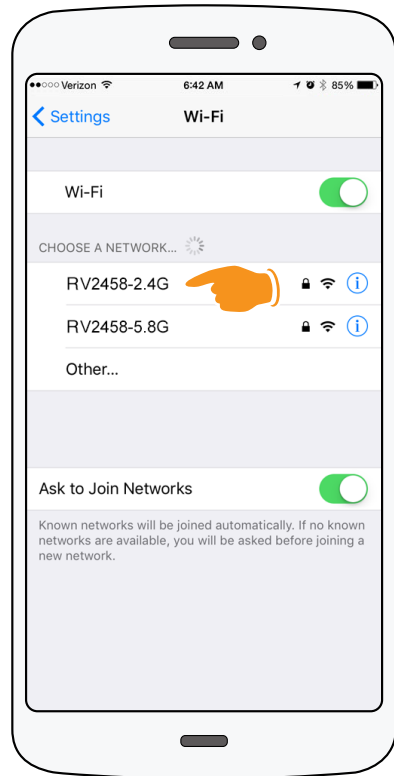 Verizon 6:42 AM 85%
Settings Wi-Fi
Wi-Fi
CHOOSE A NETWORK...
RV2458-2.4G
RV2458-5.8G
Other...
Ask to Join Networks
Known networks will be joined automatically. If no known
networks are available, you will be asked before joining a
new network.